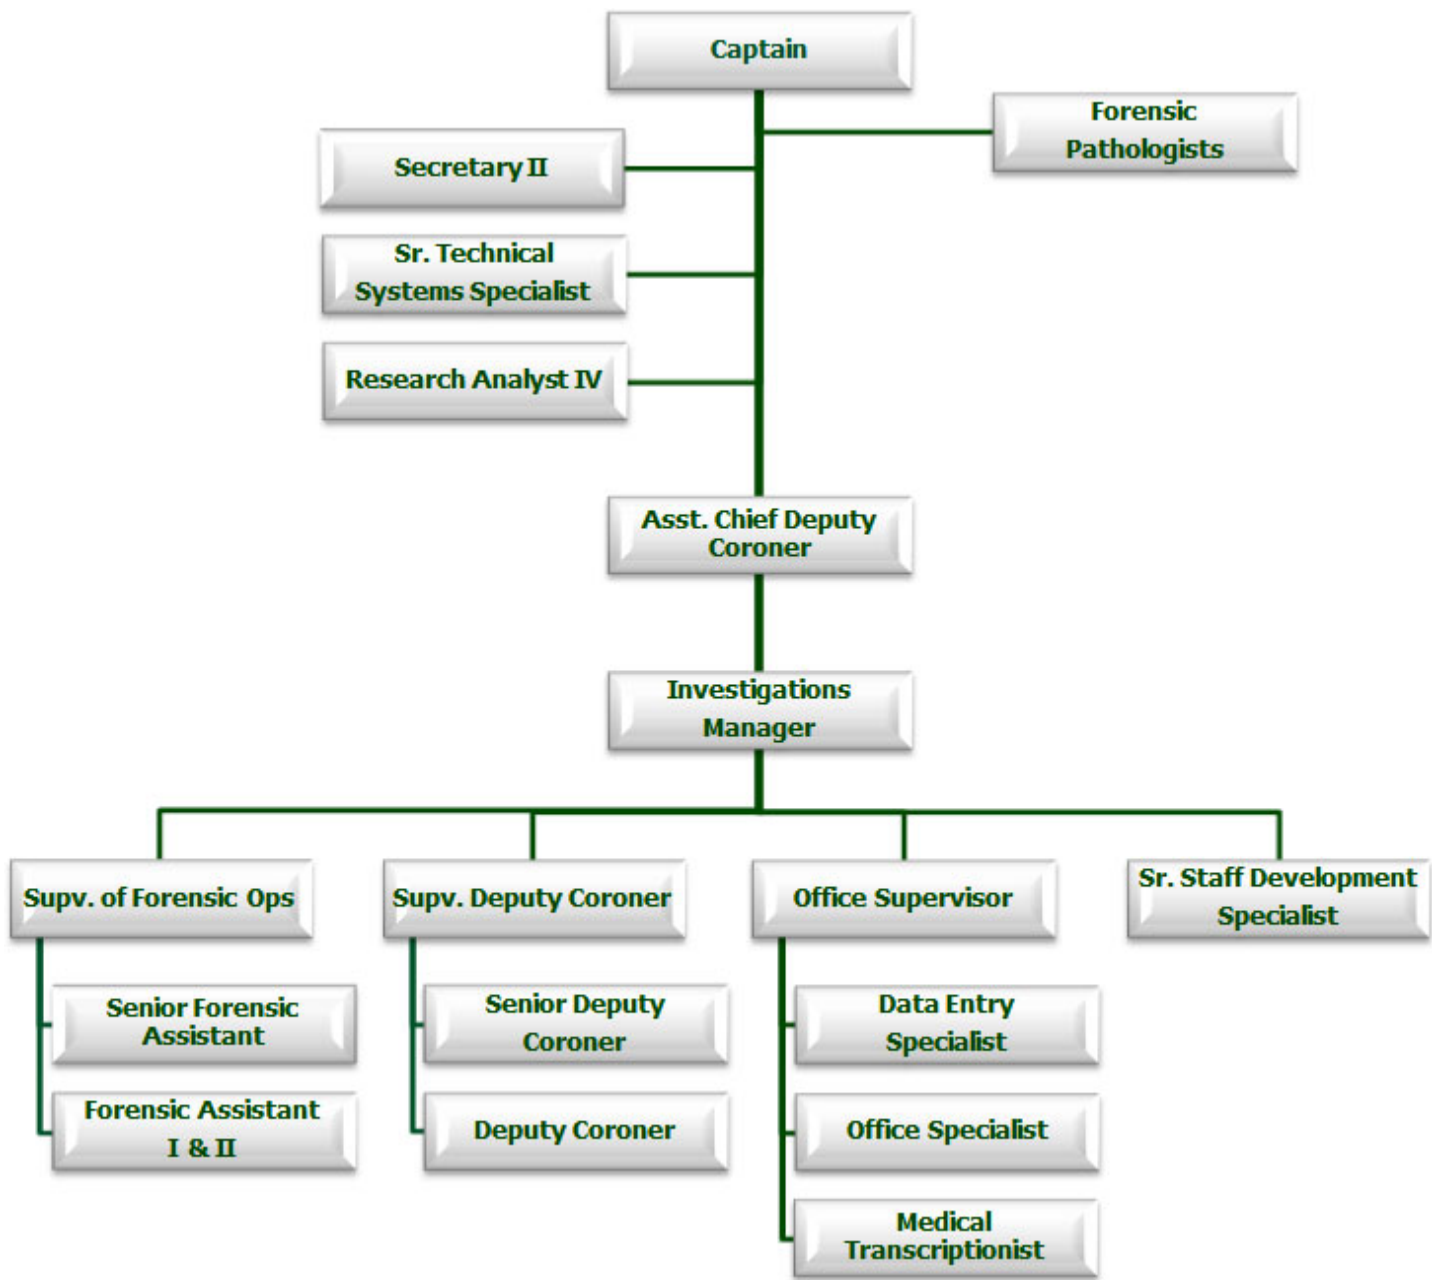 Captain
Forensic
Pathologists
Secretary II
Sr. Technical
Systems Specialist
Research Analyst IV
Asst. Chief Deputy
Coroner
Investigations
Manager
Supv. of Forensic Ops
Supv. Deputy Coroner
Office Supervisor
Sr. Staff Development
Specialist
Senior Forensic
Assistant
Senior Deputy
Coroner
Data Entry
Specialist
Forensic Assistant
I & II
Deputy Coroner
Office Specialist
Medical
Transcriptionist